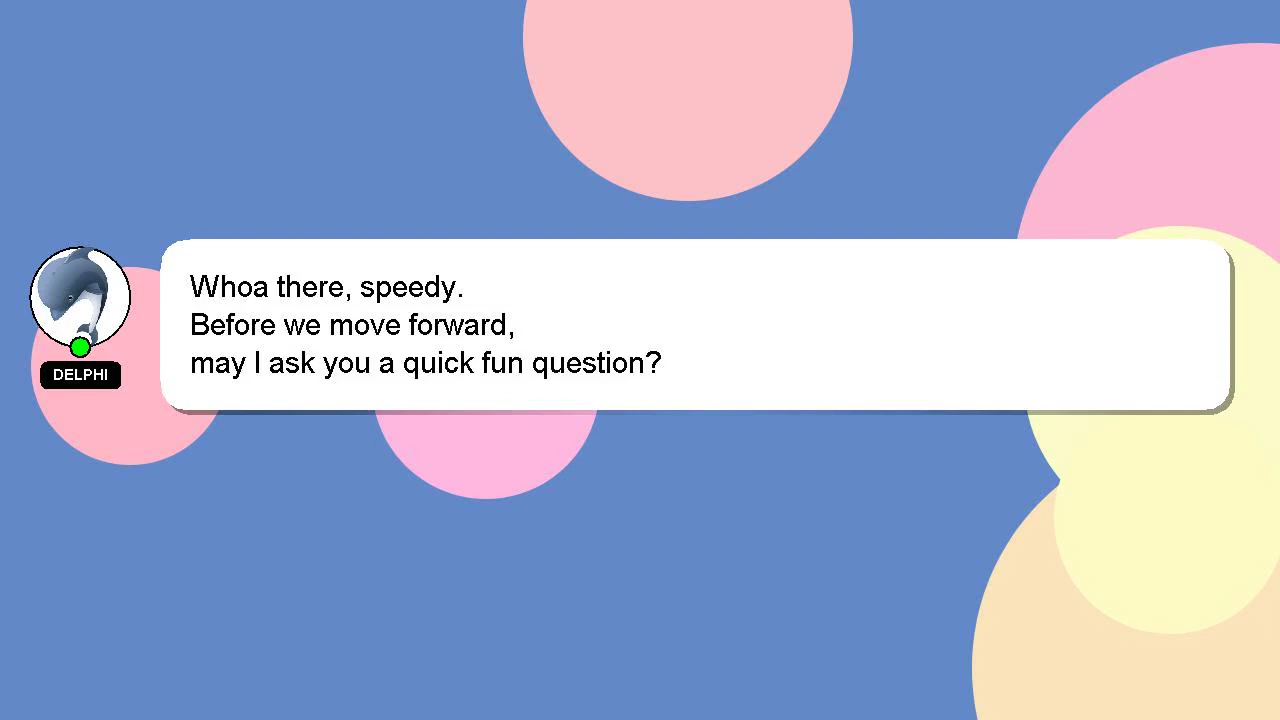 Whoa there, speedy.
Before we move forward,
may I ask you a quick fun question?
DELPHI